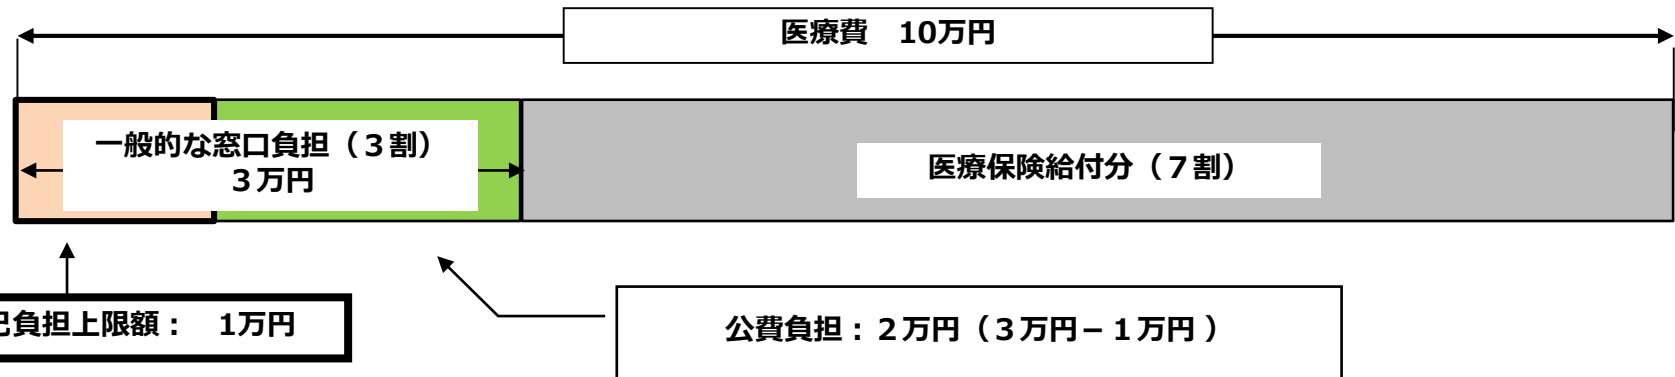 医療費　10万円
一般的な窓口負担（３割）
３万円
医療保険給付分（７割）
己負担上限額：　1万円
公費負担：２万円（３万円－１万円 ）